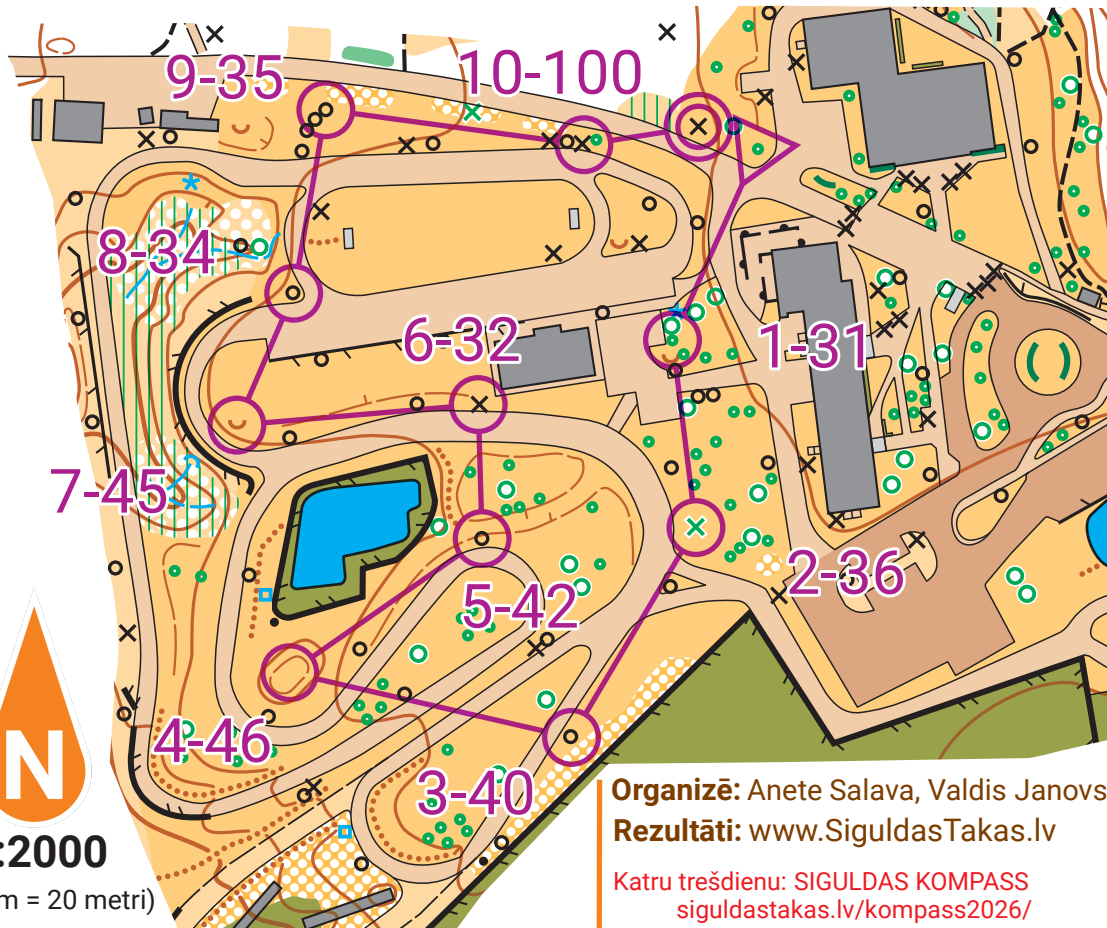 9-35
10-100
8-34
6-32
1-31
7-45
2-36
5-42
4-46
3-40
N
:2000
m = 20 metri)
Organizē: Anete Salava, Valdis Janovs
Rezultāti: www.SiguldasTakas.lv
Katru trešdienu: SIGULDAS KOMPASS
siguldastakas.lv/kompass2026/